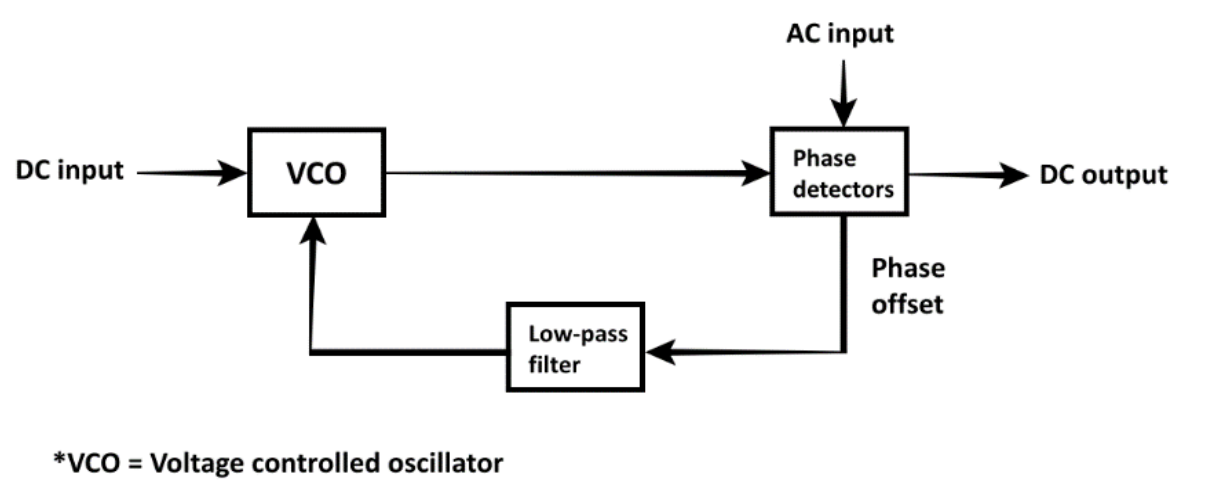 AC input
DC input
VCO
Phase
detectors
DC output
Phase
offset
Low-pass
filter
*VCO = Voltage controlled oscillator